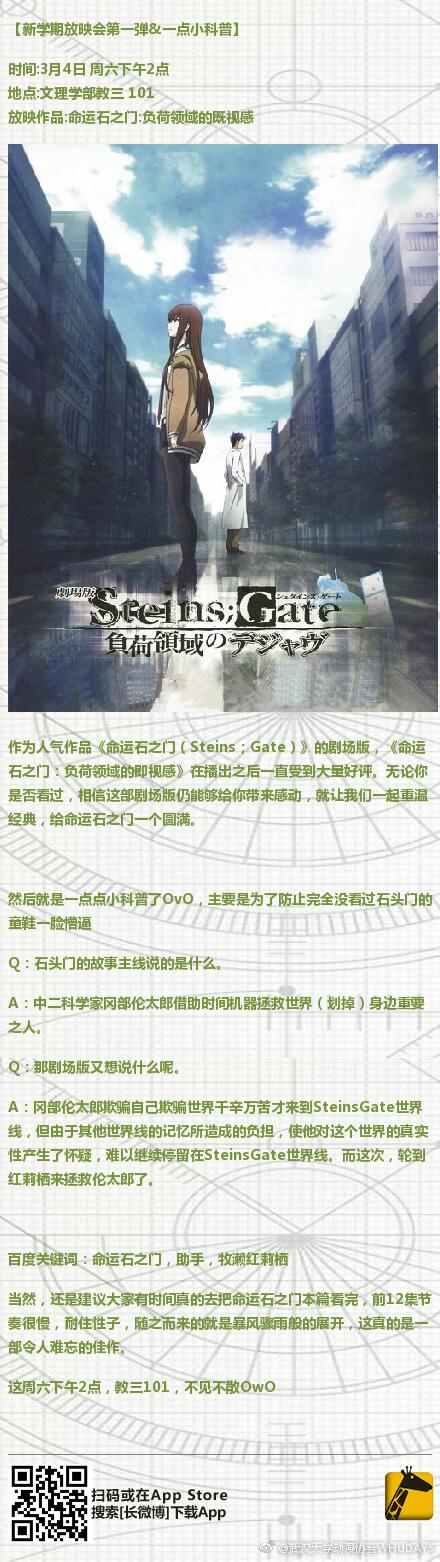 【新学期放映会第一弹&一点小科普】
时间:3月4日 周六下午2点
地点:文理学部教三 101
放映作品:命运石之门:负荷领域的既视感
劇場版
Steins;Gate
シュタインズ・ゲート
負荷領域のデジャヴ
作为人气作品《命运石之门（Steins；Gate）》的剧场版，《命运
石之门：负荷领域的即视感》在播出之后一直受到大量好评。无论你
是否看过，相信这部剧场版仍能够给你带来感动，就让我们一起重温
经典，给命运石之门一个圆满。
然后就是一点点小科普了OvO，主要是为了防止完全没看过石头门的
童鞋一脸懵逼
Q：石头门的故事主线说的是什么。
A：中二科学家冈部伦太郎借助时间机器拯救世界（划掉）身边重要
之人。
Q：那剧场版又想说什么呢。
A：冈部伦太郎欺骗自己欺骗世界千辛万苦才来到SteinsGate世界
线，但由于其他世界线的记忆所造成的负担，使他对这个世界的真实
性产生了怀疑，难以继续停留在SteinsGate世界线。而这次，轮到
红莉栖来拯救伦太郎了。
百度关键词：命运石之门，助手，牧濑红莉栖
当然，还是建议大家有时间真的去把命运石之门本篇看完，前12集节
奏很慢，耐住性子，随之而来的就是暴风骤雨般的展开，这真的是一
部令人难忘的佳作。
这周六下午2点，教三101，不见不散OwO
扫码或在App Store
搜索[长微博]下载App
@武汉大学动漫协会WHUDAYS